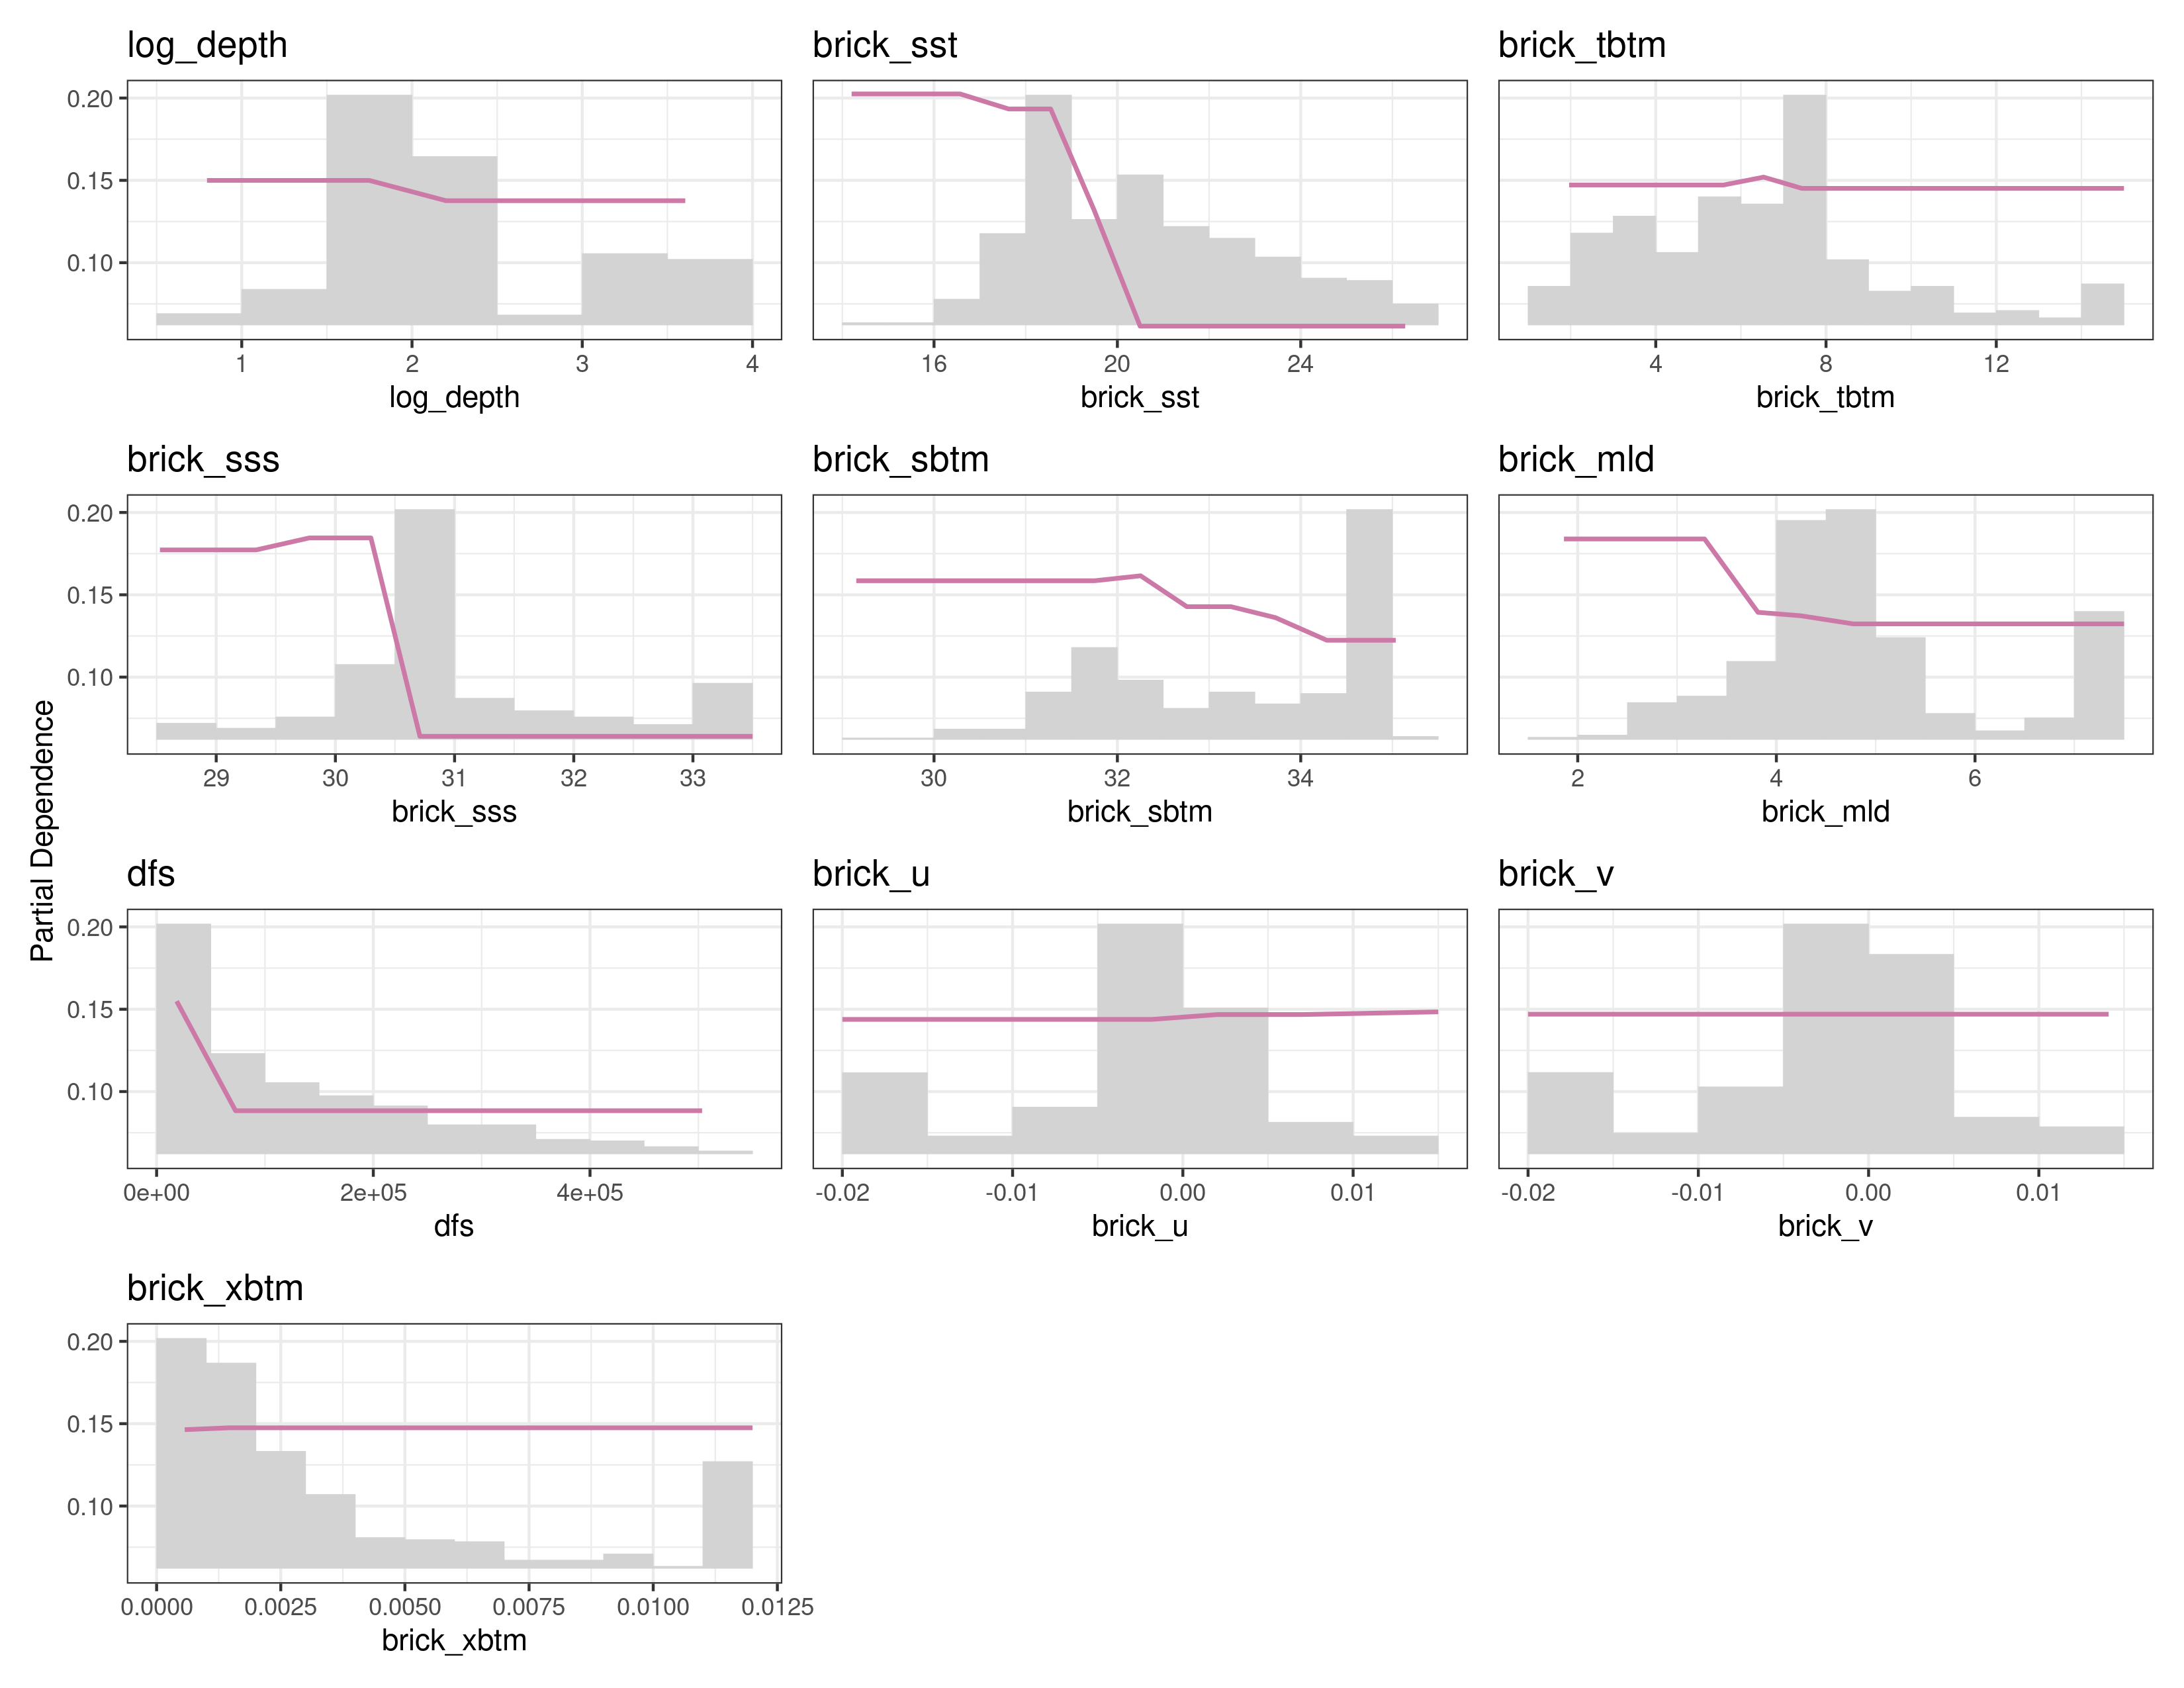 log_depth brick_sst brick_tbtm
0.20
0.15
0.10
1 2 3 4 16 20 24 4 8 12
log_depth brick_sst brick_tbtm
brick_sss brick_sbtm brick_mld
0.20
0.15
0.10
29 30 31 32 33 30 32 34 2 4 6
brick_sss brick_sbtm brick_mld
Partial Dependence
dfs brick_u brick_v
0.20
0.15
0.10
0e+00 2e+05 4e+05 -0.02 -0.01 0.00 0.01 -0.02 -0.01 0.00 0.01
dfs brick_u brick_v
brick_xbtm
0.20
0.15
0.10
0.0000 0.0025 0.0050 0.0075 0.0100 0.0125
brick_xbtm